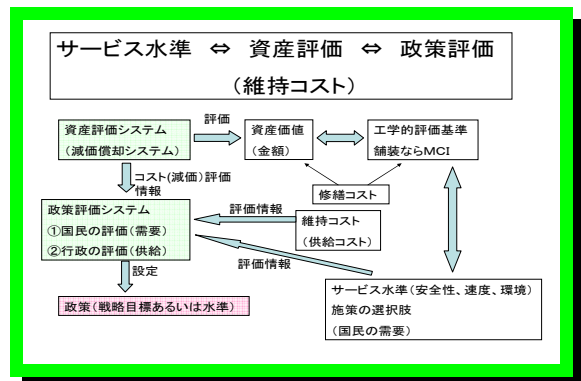 サービス水準 ⇔ 資産評価 ⇔ 政策評価
(維持コスト)
評価
資産評価システム
(減価償却システム)
資産価値
(金額)
工学的評価基準
舗装ならMCI
コスト(減価)評価
情報
修繕コスト
政策評価システム
①国民の評価(需要)
②行政の評価(供給)
評価情報
維持コスト
(供給コスト)
評価情報
設定
政策(戦略目標あるいは水準)
サービス水準(安全性、速度、環境)
施策の選択肢
(国民の需要)